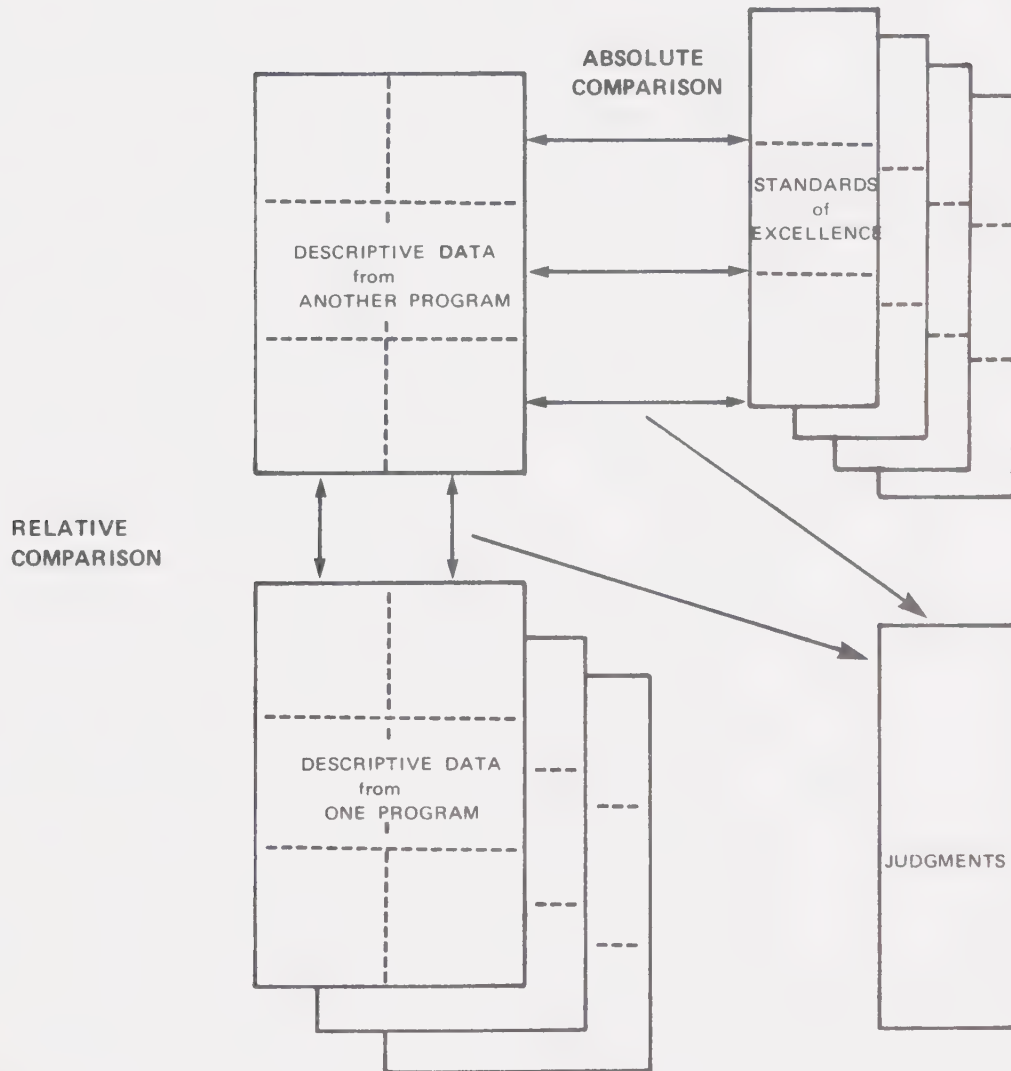 ABSOLUTE
COMPARISON
STANDARDS
of
EXCELLENCE
DESCRIPTIVE DATA
from
ANOTHER PROGRAM
RELATIVE
COMPARISON
DESCRIPTIVE DATA
from
ONE PROGRAM
JUDGMENTS